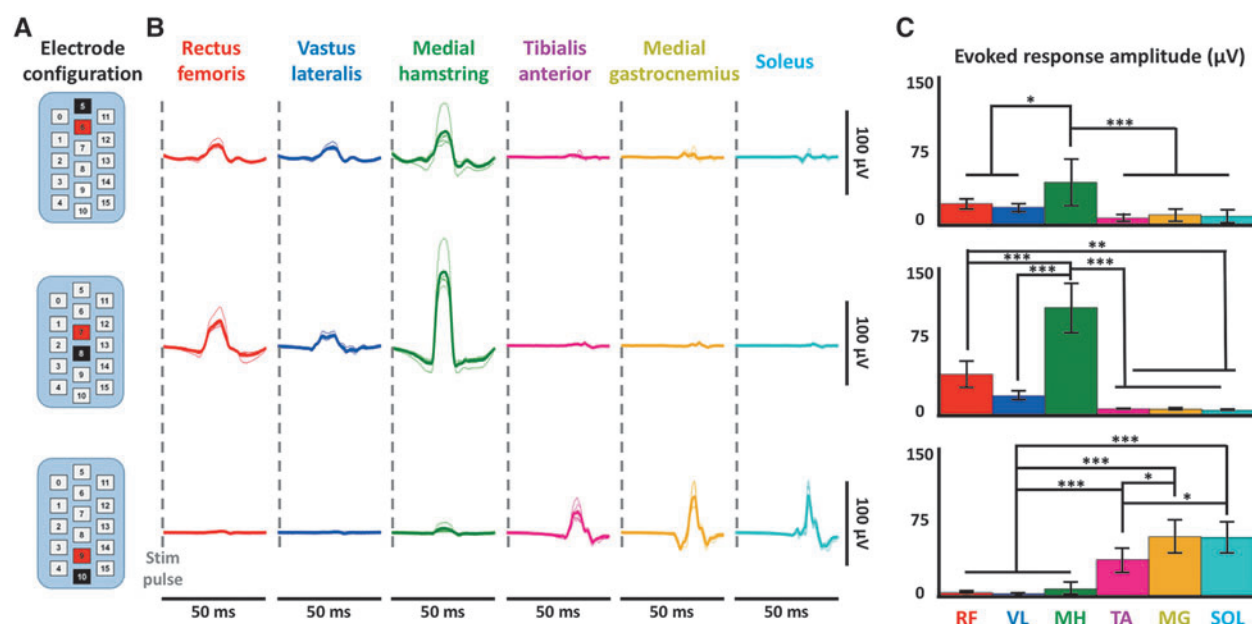 A
B
C
Electrode
configuration
Rectus
femoris
Vastus
lateralis
Medial
hamstring
Tibialis
anterior
Medial
gastrocnemius
Soleus
Evoked response amplitude (µV)
5
0 11
6
1 12
7
2 13
8
3 14
9
4 15
10
100 µV
150
75
0
*
***
5
0 11
6
1 12
7
2 13
8
3 14
9
4 15
10
100 µV
150
75
0
**
***
***
***
5
0 11
6
1 12
7
2 13
8
3 14
9
4 15
10
100 µV
150
75
0
***
***
***
*
*
Stim
pulse
50 ms
50 ms
50 ms
50 ms
50 ms
50 ms
RF VL MH TA MG SOL